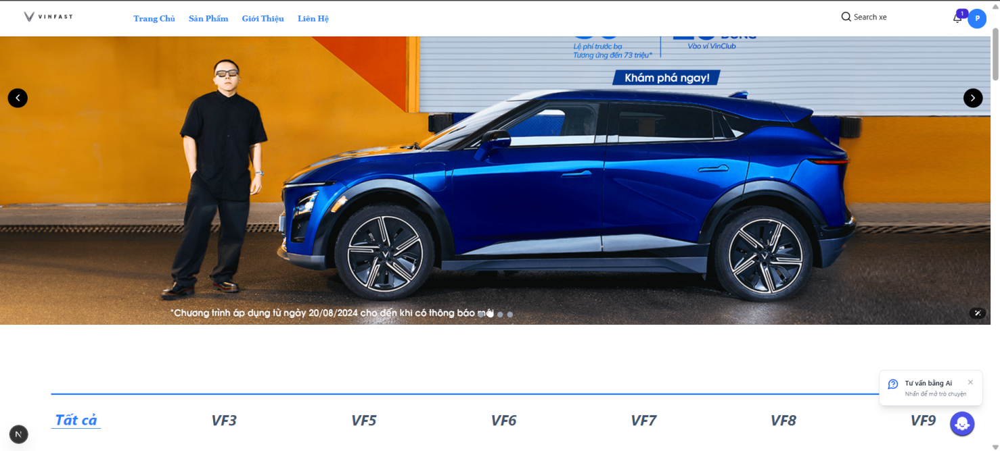 VINFAST
Trang Chủ Sản Phẩm Giới Thiệu Liên Hệ
Search xe
1
P
Lệ phí trước bạ
Tương ứng đến 73 triệu*
Vào ví VinClub
Khám phá ngay!
*Chương trình áp dụng từ ngày 20/08/2024 cho đến khi có thông báo mới
Tư vấn bằng Ai
Nhấn để mở trò chuyện
Tất cả VF3 VF5 VF6 VF7 VF8 VF9
N